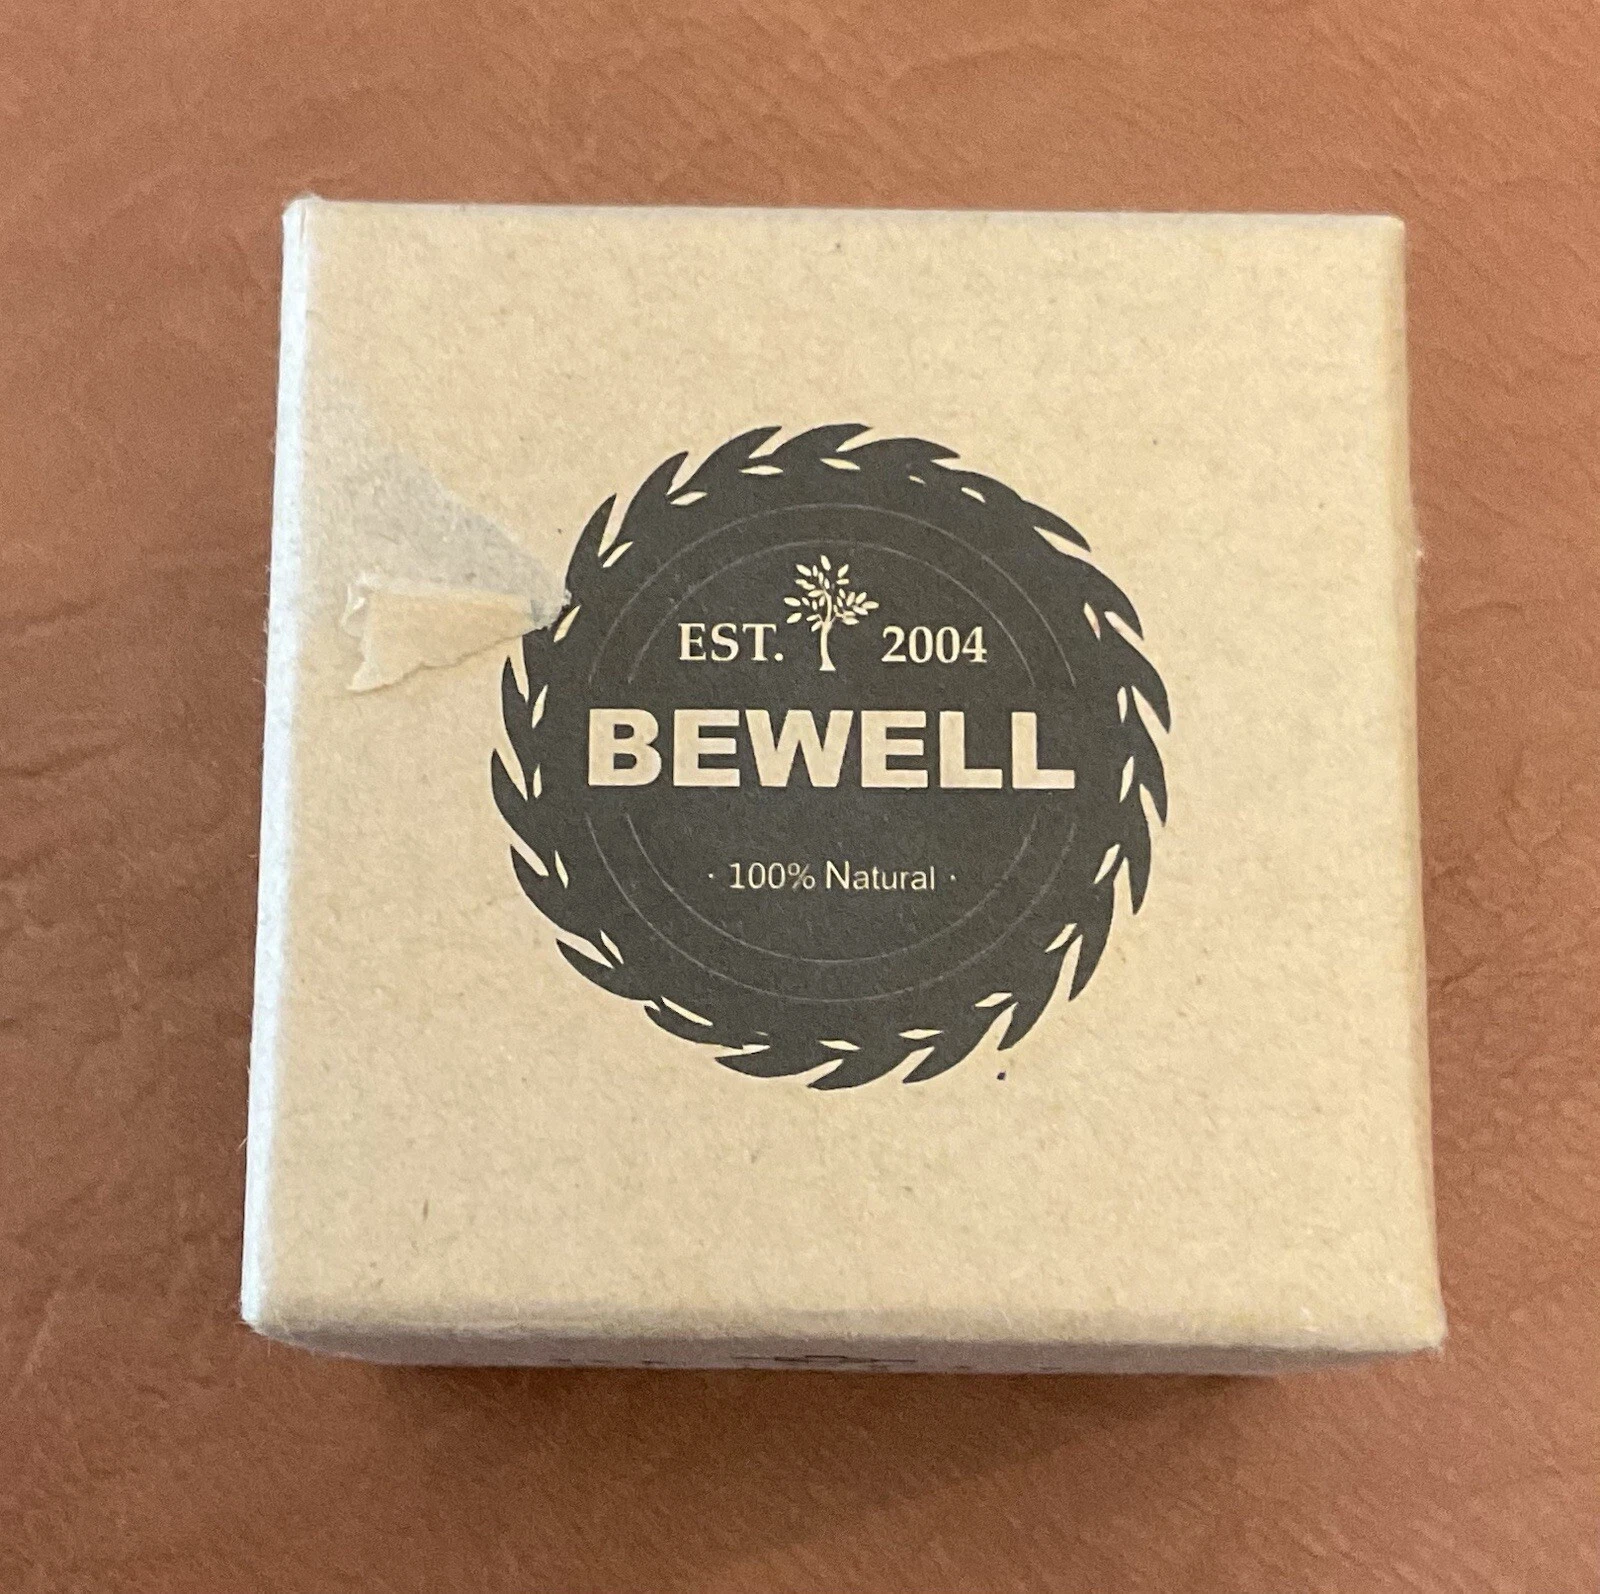 EST. 2004
BEWELL
· 100% Natural ·